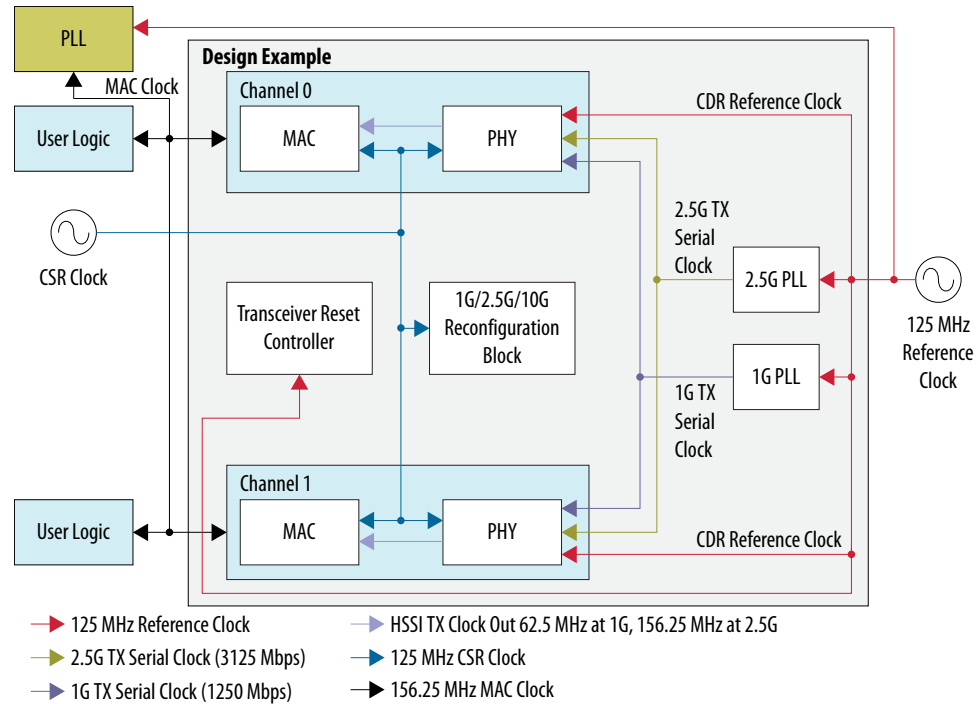 PLL
Design Example
MAC Clock
Channel 0
CDR Reference Clock
User Logic
MAC
PHY
2.5G TX
Serial
Clock
CSR Clock
2.5G PLL
Transceiver Reset
Controller
1G/2.5G/10G
Reconfiguration
Block
125 MHz
Reference
Clock
1G PLL
1G TX
Serial
Clock
Channel 1
User Logic
MAC
PHY
CDR Reference Clock
125 MHz Reference Clock
2.5G TX Serial Clock (3125 Mbps)
1G TX Serial Clock (1250 Mbps)
HSSI TX Clock Out 62.5 MHz at 1G, 156.25 MHz at 2.5G
125 MHz CSR Clock
156.25 MHz MAC Clock